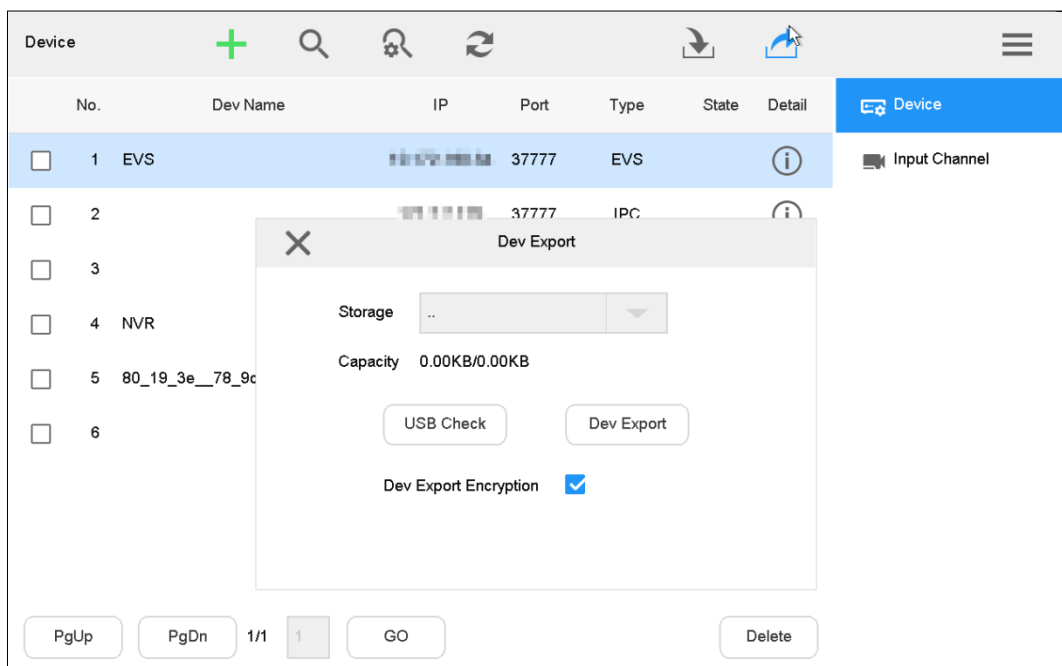 Device
No. Dev Name IP Port Type State Detail
Device
1 EVS 37777 EVS
Input Channel
2 37777 IPC
Dev Export
3
Storage ..
4 NVR
Capacity 0.00KB/0.00KB
5 80_19_3e__78_9c
USB Check Dev Export
6
Dev Export Encryption
PgUp PgDn 1/1 1 GO Delete